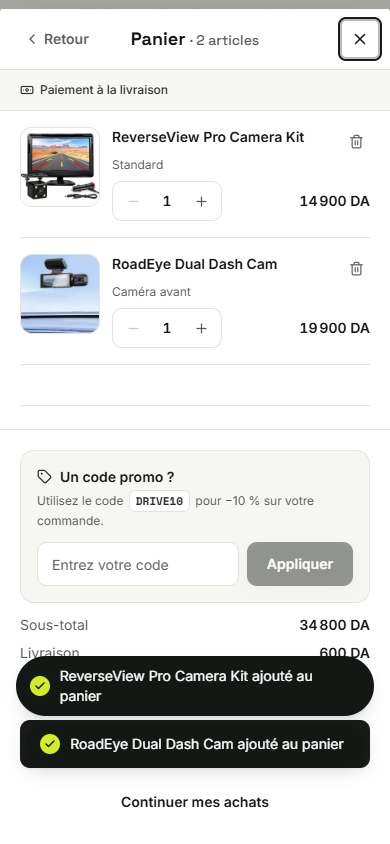 Retour
Panier · 2 articles
Paiement à la livraison
ReverseView Pro Camera Kit
Standard
1
14 900 DA
RoadEye Dual Dash Cam
Caméra avant
1
19 900 DA
Un code promo ?
Utilisez le code DRIVE10 pour −10 % sur votre
commande.
Entrez votre code
Appliquer
Sous-total 34 800 DA
Livraison 600 DA
ReverseView Pro Camera Kit ajouté au
panier
RoadEye Dual Dash Cam ajouté au panier
Continuer mes achats